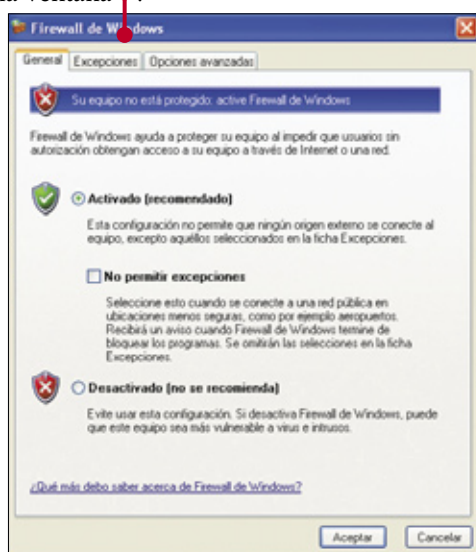 la ventana
Firewall de Windows
General Excepciones Opciones avanzadas
Su equipo no está protegido: active Firewall de Windows
Firewall de Windows ayuda a proteger su equipo al impedir que usuarios sin
autorización obtengan acceso a su equipo a través de Internet o una red.
Activado (recomendado)
Esta configuración no permite que ningún origen externo se conecte al
equipo, excepto aquéllos seleccionados en la ficha Excepciones.
No permitir excepciones
Seleccione esto cuando se conecte a una red pública en
ubicaciones menos seguras, como por ejemplo aeropuertos.
Recibirá un aviso cuando Firewall de Windows termine de
bloquear los programas. Se omitirán las selecciones en la ficha
Excepciones.
Desactivado (no se recomienda)
Evite usar esta configuración. Si desactiva Firewall de Windows, puede
que este equipo sea más vulnerable a virus e intrusos.
¿Qué más debo saber acerca de Firewall de Windows?
Aceptar Cancelar